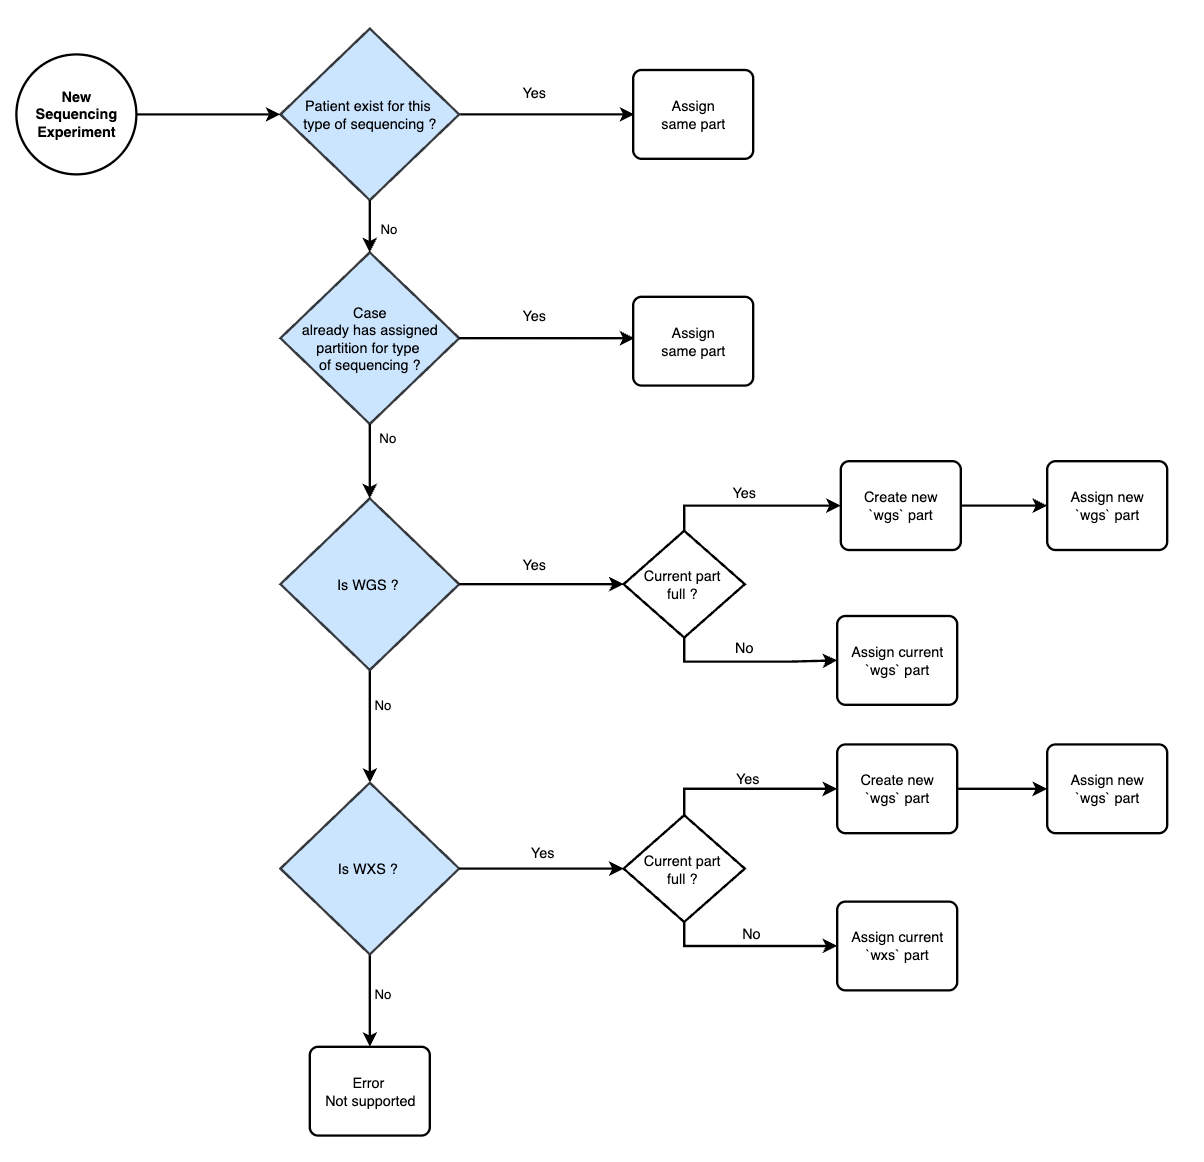 New
Sequencing
Experiment
Patient exist for this
type of sequencing ?
Yes
Assign
same part
No
Case
already has assigned
partition for type
of sequencing ?
Yes
Assign
same part
No
Is WGS ?
Yes
Current part
full ?
Yes
Create new
`wgs` part
Assign new
`wgs` part
No
Assign current
`wgs` part
No
Is WXS ?
Yes
Current part
full ?
Yes
Create new
`wgs` part
Assign new
`wgs` part
No
Assign current
`wxs` part
No
Error
Not supported